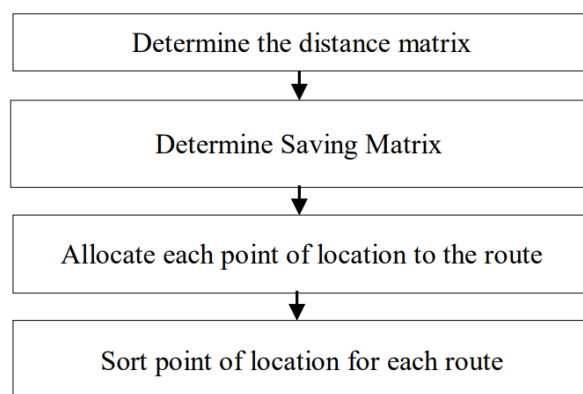 Determine the distance matrix
Determine Saving Matrix
Allocate each point of location to the route
Sort point of location for each route